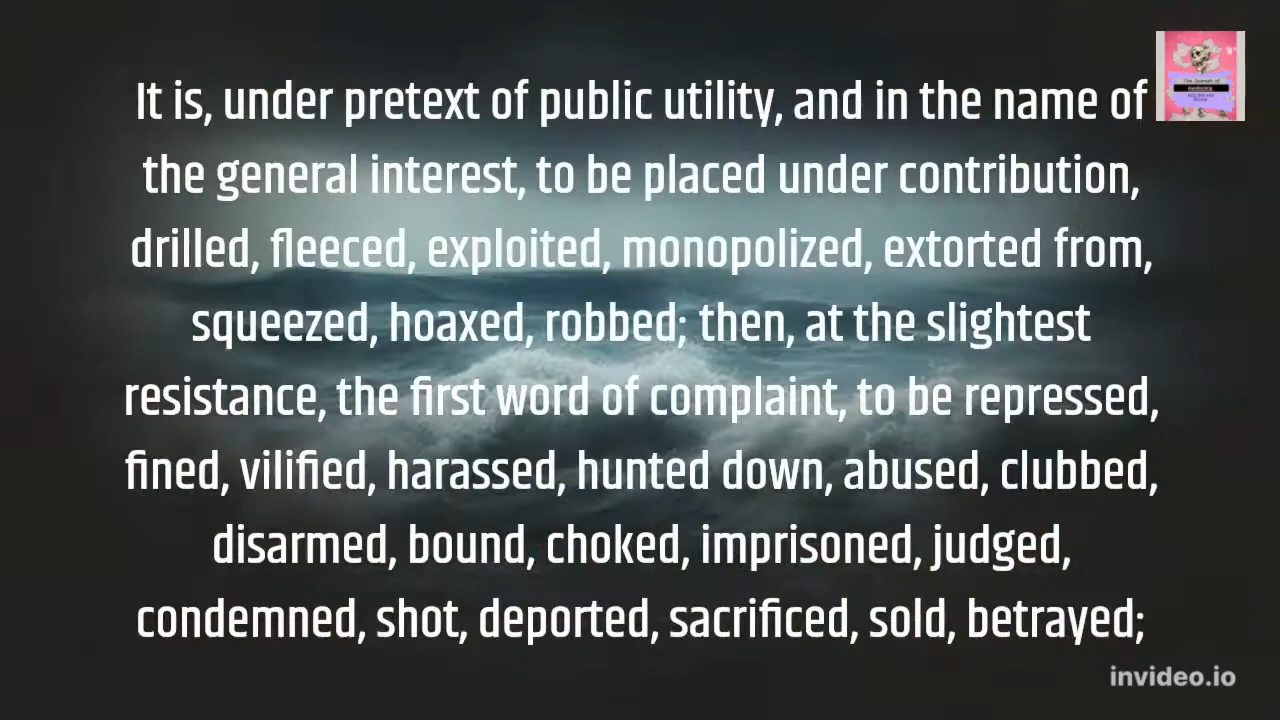 It is, under pretext of public utility, and in the name of
the general interest, to be placed under contribution,
drilled, fleeced, exploited, monopolized, extorted from,
squeezed, hoaxed, robbed; then, at the slightest
resistance, the first word of complaint, to be repressed,
fined, vilified, harassed, hunted down, abused, clubbed,
disarmed, bound, choked, imprisoned, judged,
condemned, shot, deported, sacrificed, sold, betrayed;
invideo.io